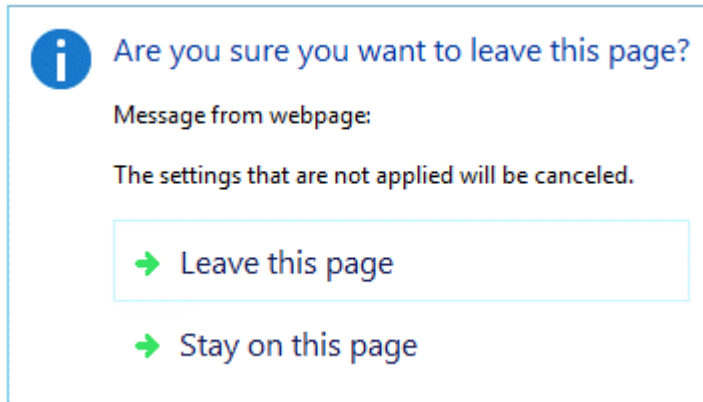 Are you sure you want to leave this page?
Message from webpage:
The settings that are not applied will be canceled.
Leave this page
Stay on this page